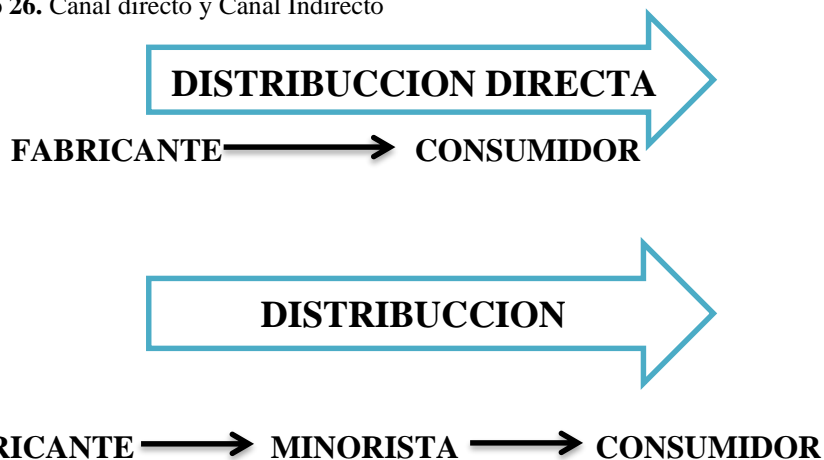 26. Canal directo y Canal Indirecto
DISTRIBUCCION DIRECTA
FABRICANTE CONSUMIDOR
DISTRIBUCCION
RICANTE MINORISTA CONSUMIDOR